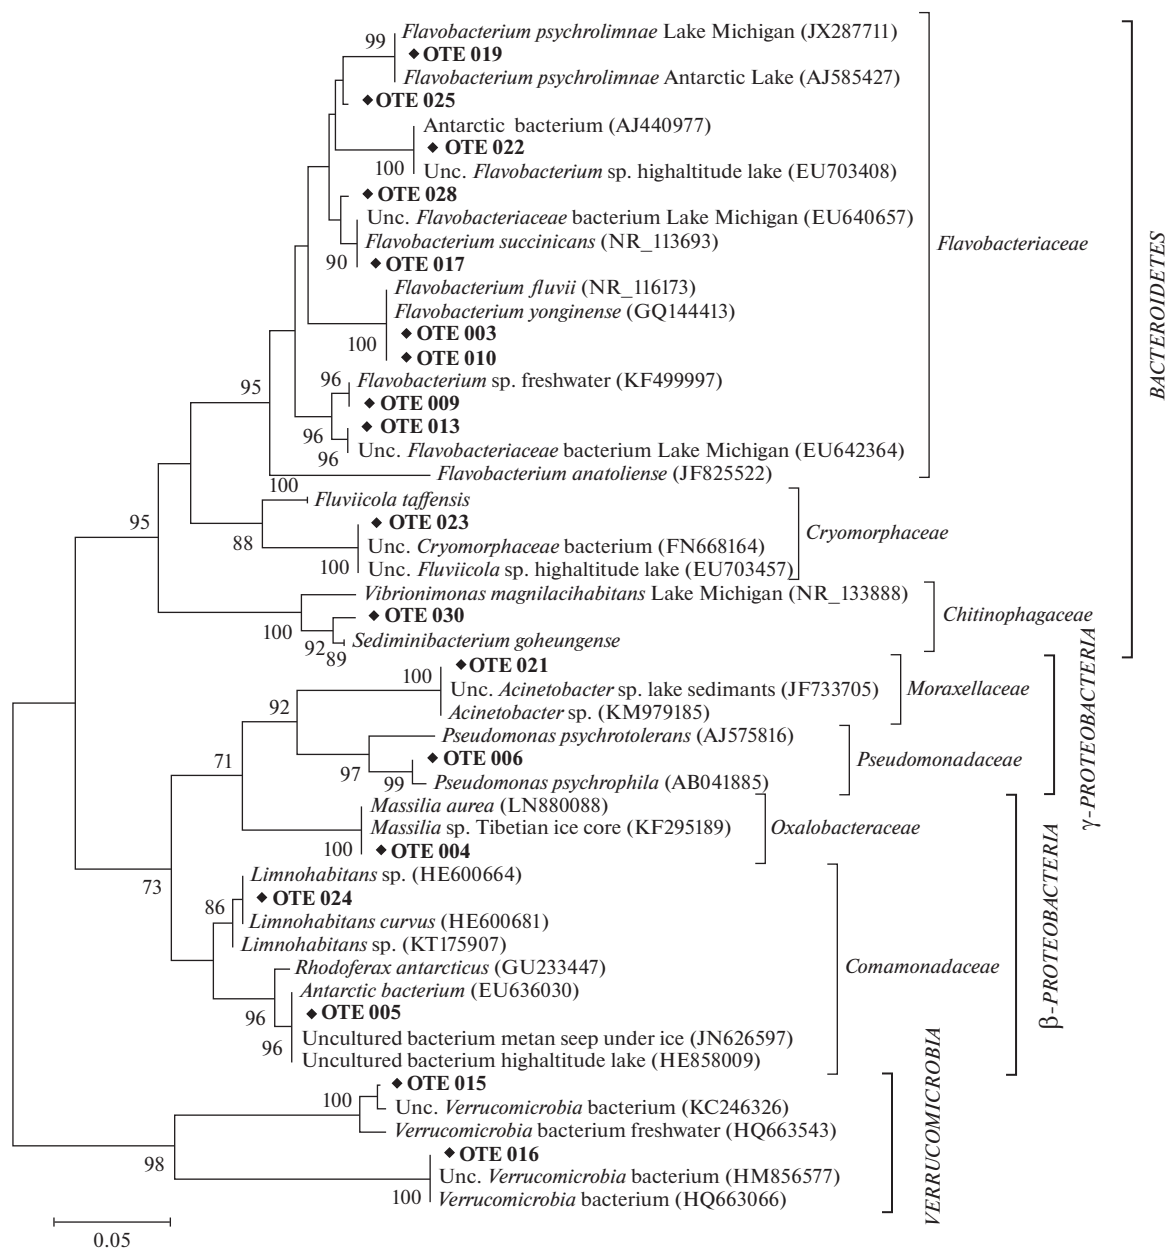 Flavobacterium psychrolimnae Lake Michigan (JX287711)
99
OTE 019
Flavobacterium psychrolimnae Antarctic Lake (AJ585427)
OTE 025
Antarctic bacterium (AJ440977)
OTE 022
100
Unc. Flavobacterium sp. highaltitude lake (EU703408)
OTE 028
Unc. Flavobacteriaceae bacterium Lake Michigan (EU640657)
Flavobacterium succinicans (NR_113693)
90
OTE 017
Flavobacteriaceae
BACTEROIDETES
Flavobacterium fluvii (NR_116173)
Flavobacterium yonginense (GQ144413)
OTE 003
100
OTE 010
96
Flavobacterium sp. freshwater (KF499997)
95
OTE 009
OTE 013
96
96
Unc. Flavobacteriaceae bacterium Lake Michigan (EU642364)
Flavobacterium anatoliense (JF825522)
100
Fluviicola taffensis
95
OTE 023
88
Unc. Cryomorphaceae bacterium (FN668164)
100
Unc. Fluviicola sp. highaltitude lake (EU703457)
Cryomorphaceae
Vibrionimonas magnilacihabitans Lake Michigan (NR_133888)
OTE 030
100
92
89
Sediminibacterium goheungense
Chitinophagaceae
OTE 021
100
Unc. Acinetobacter sp. lake sedimants (JF733705)
Acinetobacter sp. (KM979185)
Moraxellaceae
γ-PROTEOBACTERIA
92
Pseudomonas psychrotolerans (AJ575816)
OTE 006
97
99
Pseudomonas psychrophila (AB041885)
Pseudomonadaceae
71
Massilia aurea (LN880088)
Massilia sp. Tibetian ice core (KF295189)
100
OTE 004
Oxalobacteraceae
β-PROTEOBACTERIA
73
Limnohabitans sp. (HE600664)
OTE 024
86
Limnohabitans curvus (HE600681)
Limnohabitans sp. (KT175907)
Rhodoferax antarcticus (GU233447)
Antarctic bacterium (EU636030)
96
OTE 005
96
Uncultured bacterium metan seep under ice (JN626597)
Uncultured bacterium highaltitude lake (HE858009)
Comamonadaceae
OTE 015
100
Unc. Verrucomicrobia bacterium (KC246326)
Verrucomicrobia bacterium freshwater (HQ663543)
OTE 016
98
Unc. Verrucomicrobia bacterium (HM856577)
100
Verrucomicrobia bacterium (HQ663066)
VERRUCOMICROBIA
0.05